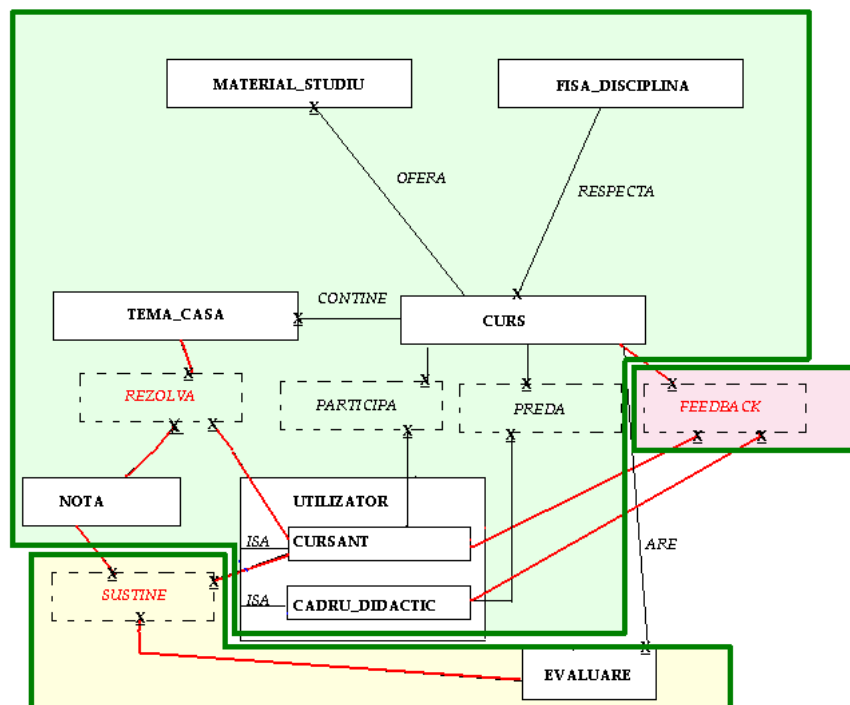 MATERIAL_STUDIU
FISA_DISCIPLINA
X
OFERA
RESPECTA
X
CONTINE
TEMA_CASA
X
CURS
X
X
X
X
REZOLVA
PARTICIPA
PREDA
FEEDBACK
X
X
X
X
X
X
NOTA
UTILIZATOR
ISA
CURSANT
ARE
X
X
SUSTINE
ISA
CADRU_DIDACTIC
X
X
EVALUARE